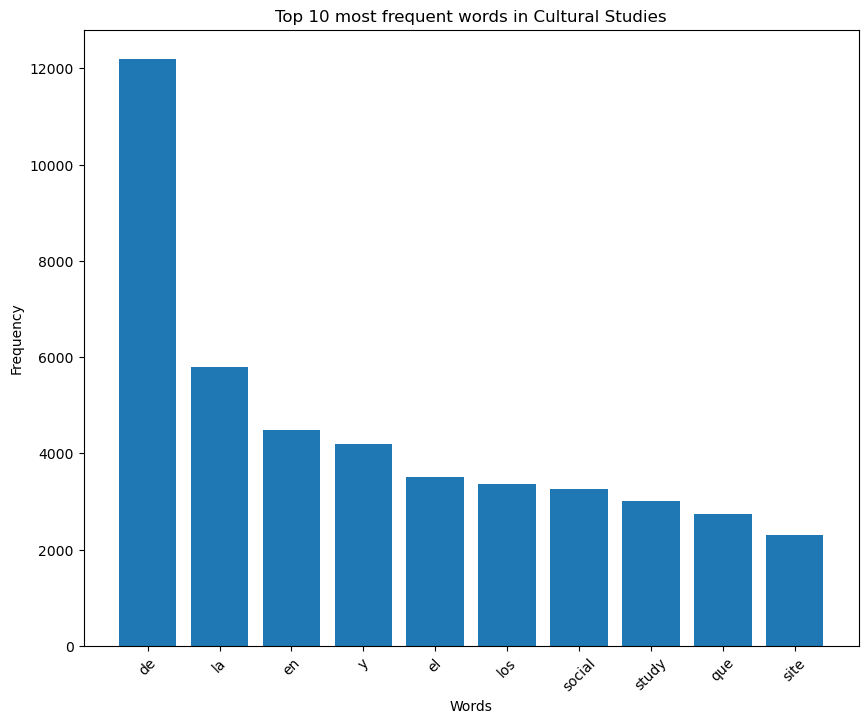 Top 10 most frequent words in Cultural Studies
Frequency
12000
10000
8000
6000
4000
2000
0
de la en y el los social study que site
Words